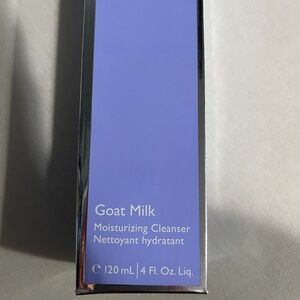 Goat Milk
Moisturizing Cleanser
Nettoyant hydratant
℮ 120 mL | 4 Fl. Oz. Liq.